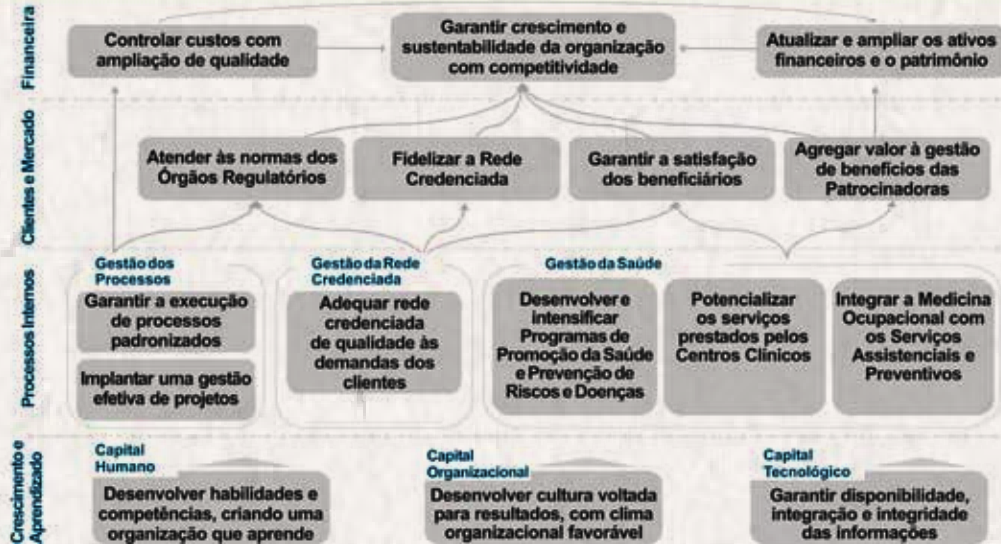 Financeira
Controlar custos com
ampliação de qualidade
Garantir crescimento e
sustentabilidade da organização
com competitividade
Atualizar e ampliar os ativos
financeiros e o patrimônio
Clientes e Mercado
Atender às normas dos
Órgãos Regulatórios
Fidelizar a Rede
Credenciada
Garantir a satisfação
dos beneficiários
Agregar valor à gestão
de benefícios das
Patrocinadoras
Processos Internos
Gestão dos
Processos
Garantir a execução
de processos
padronizados
Implantar uma gestão
efetiva de projetos
Gestão da Rede
Credenciada
Adequar rede
credenciada
de qualidade às
demandas dos
clientes
Gestão da Saúde
Desenvolver e
intensificar
Programas de
Promoção da Saúde
e Prevenção de
Riscos e Doenças
Potencializar
os serviços
prestados pelos
Centros Clínicos
Integrar a Medicina
Ocupacional com
os Serviços
Assistenciais e
Preventivos
Crescimento e
Aprendizado
Capital
Humano
Desenvolver habilidades e
competências, criando uma
organização que aprende
Capital
Organizacional
Desenvolver cultura voltada
para resultados, com clima
organizacional favorável
Capital
Tecnológico
Garantir disponibilidade,
integração e integridade
das informações